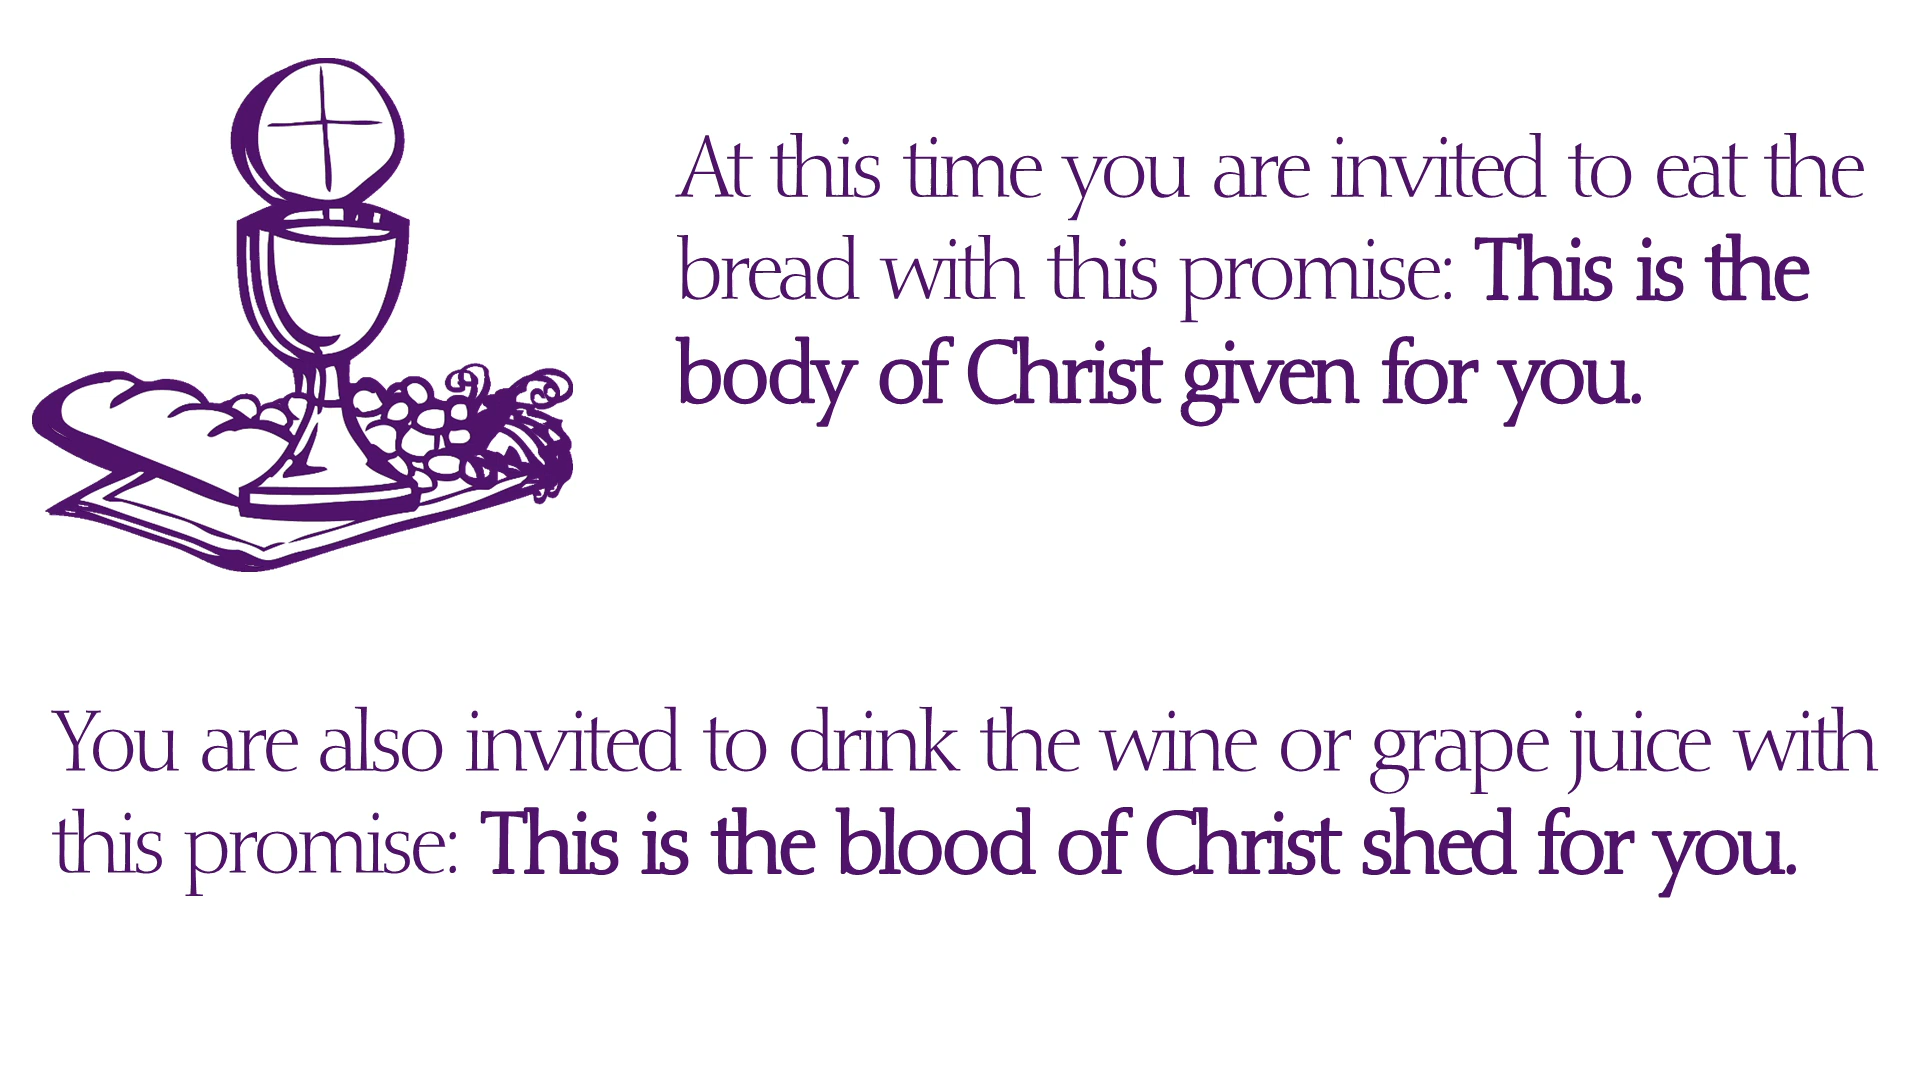 At this time you are invited to eat the
bread with this promise: This is the
body of Christ given for you.
You are also invited to drink the wine or grape juice with
this promise: This is the blood of Christ shed for you.